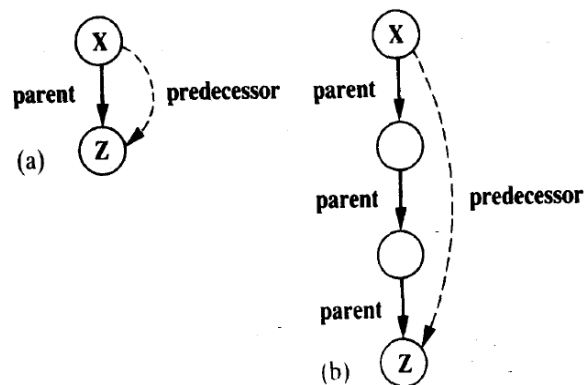 X
parent
predecessor
Z
(a)
X
parent
parent
predecessor
parent
Z
(b)